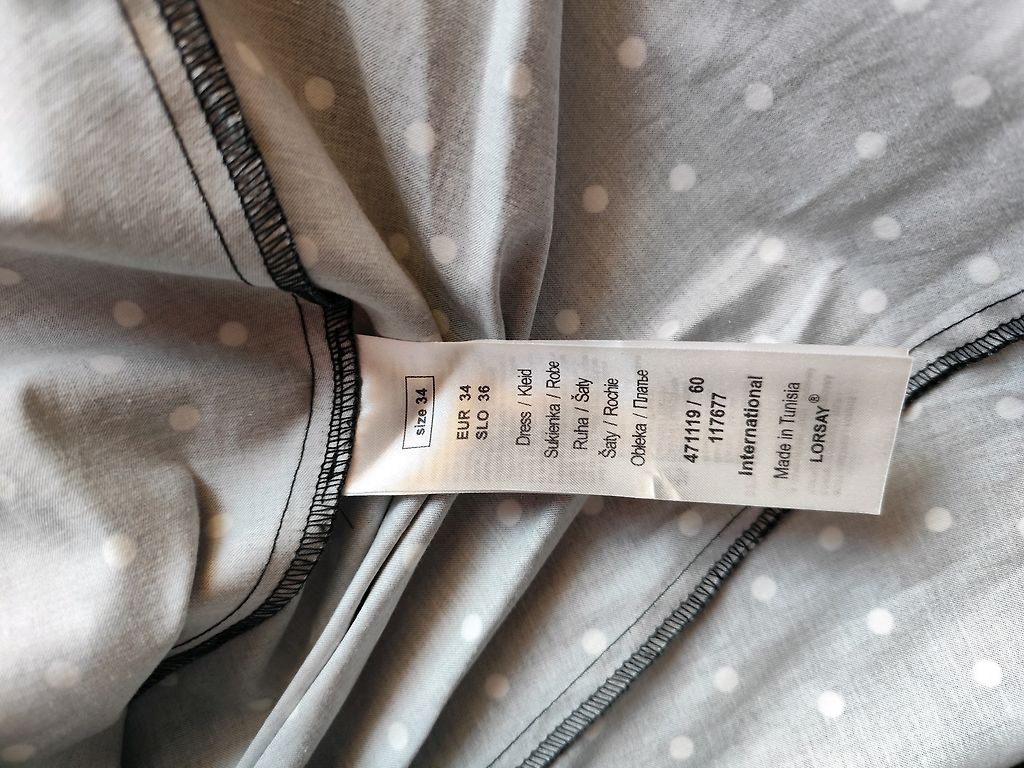 size 34
EUR 34
SLO 36
Dress / Kleid
Sukienka / Robe
Ruha / Šaty
Šaty / Rochie
Obleka / Платье
471119 / 60
117677
International
Made in Tunisia
LORSAY®